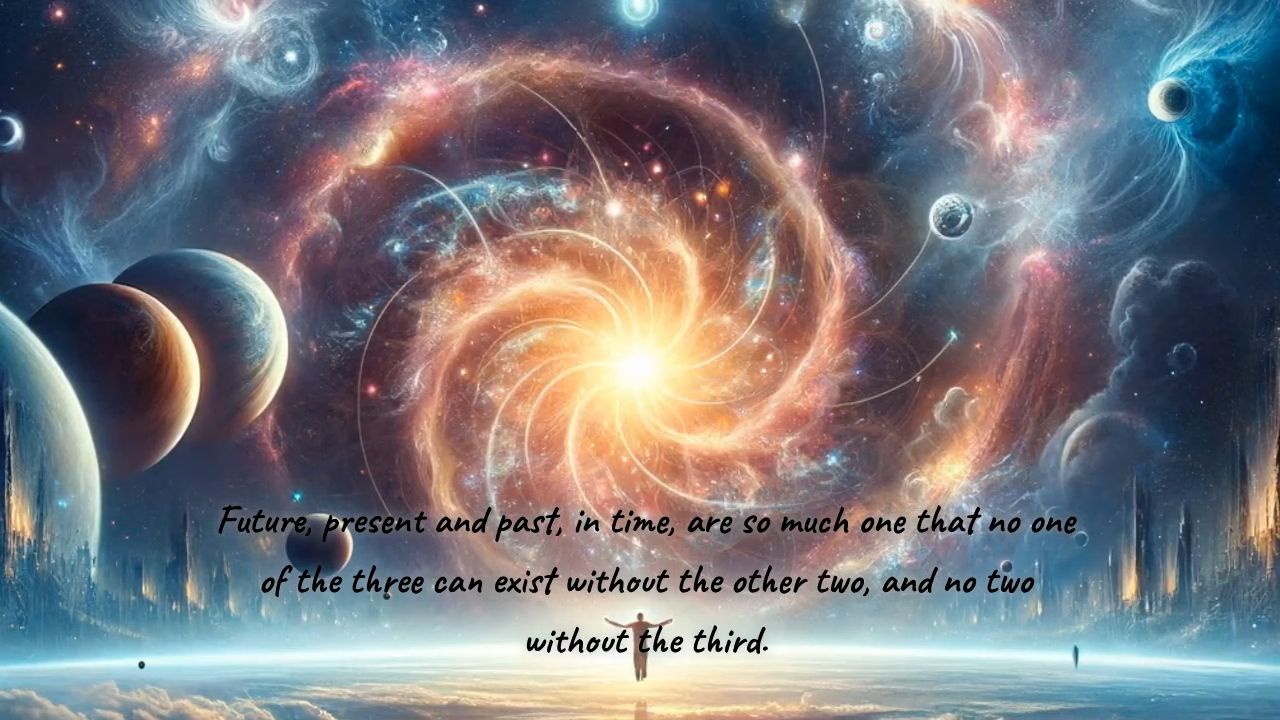 Future, present and past, in time, are so much one that no one
of the three can exist without the other two, and no two
without the third.